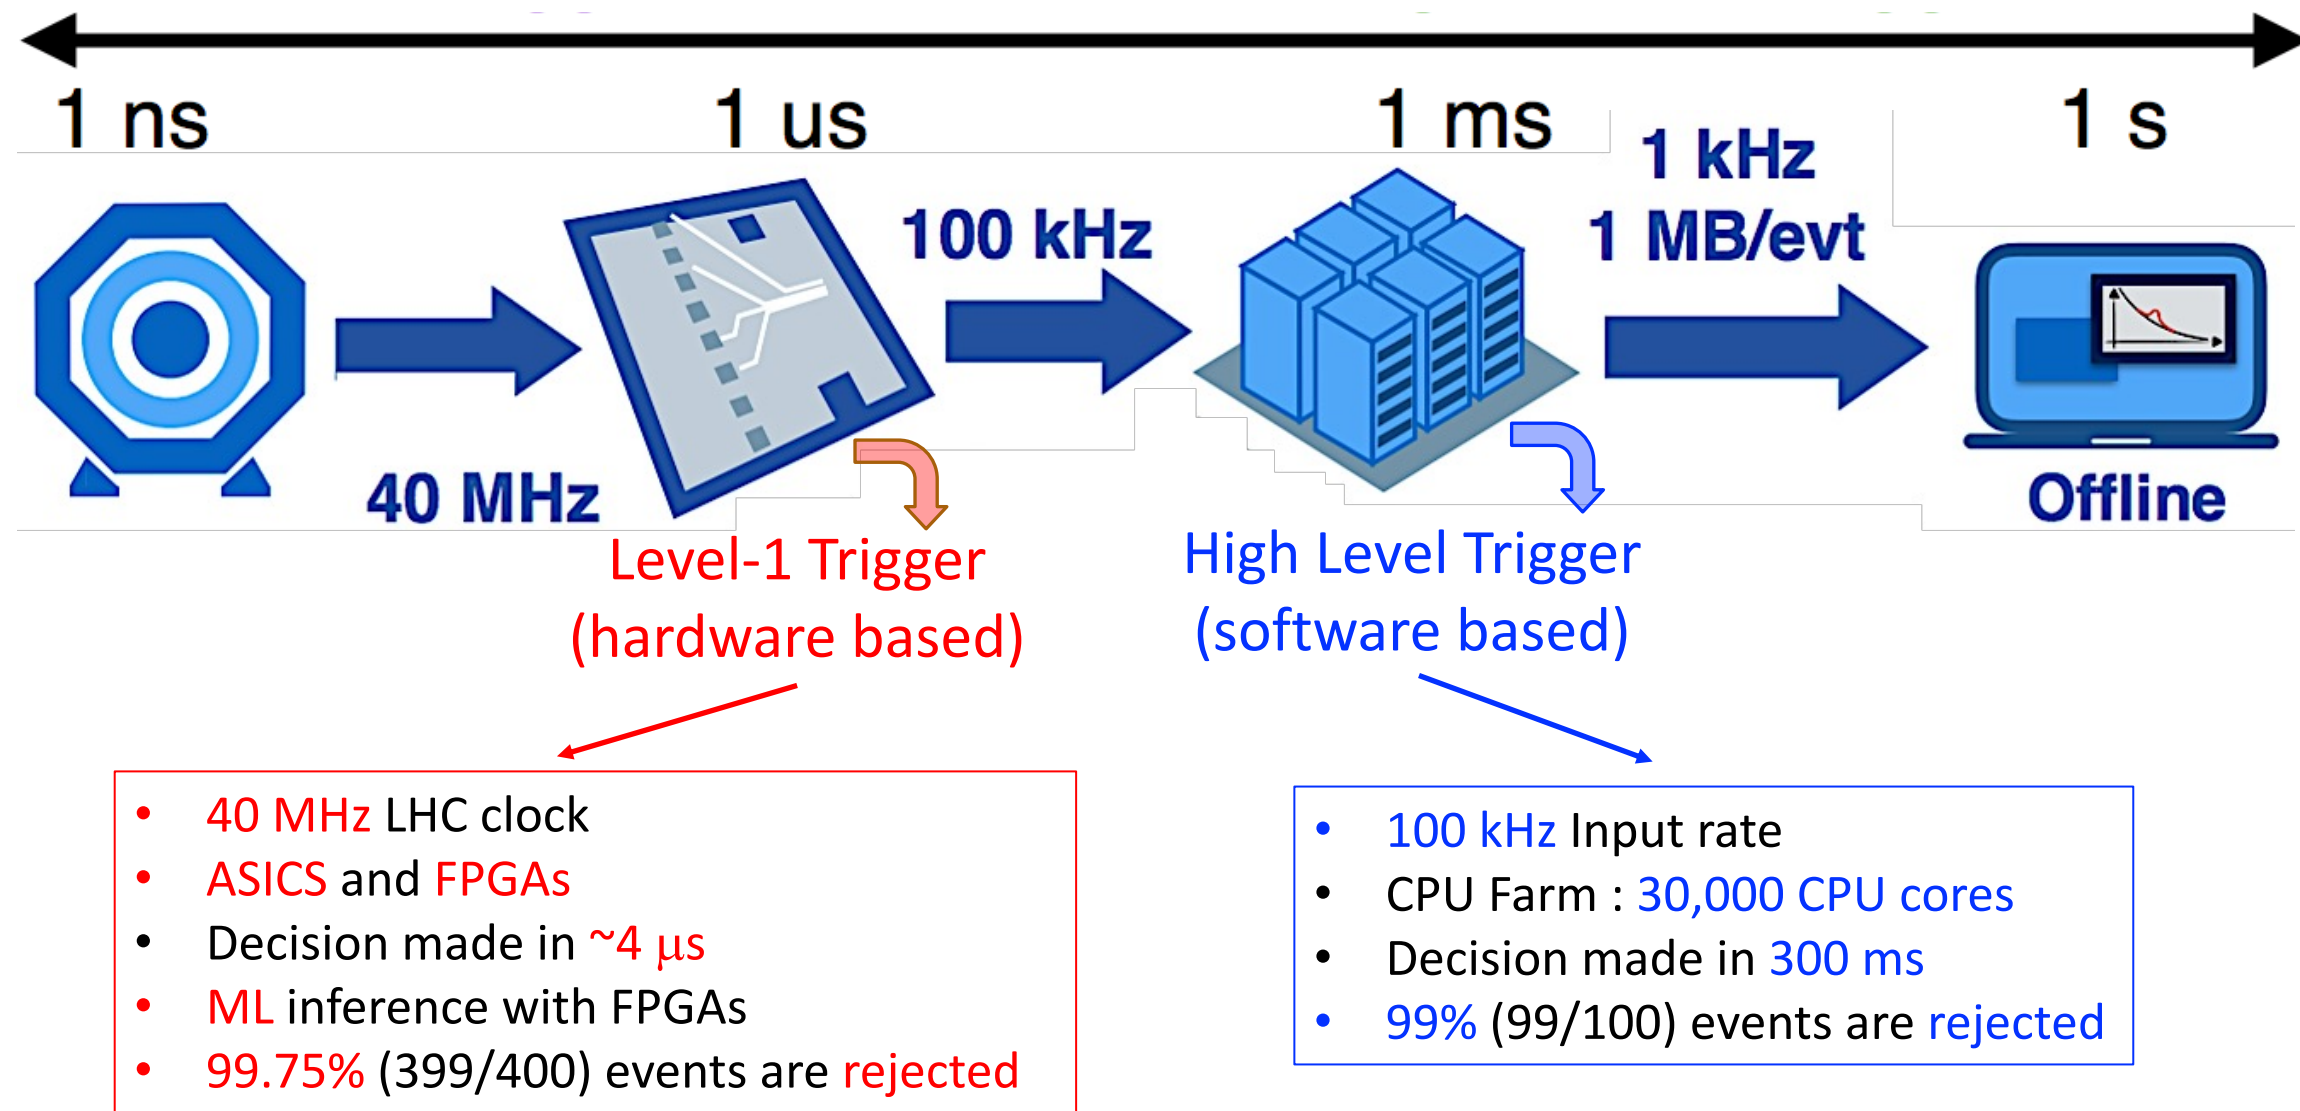 1 ns
1 us
1 ms
1 s
40 MHz
100 kHz
1 kHz
1 MB/evt
Offline
Level-1 Trigger
(hardware based)
High Level Trigger
(software based)
• 40 MHz LHC clock
• ASICS and FPGAs
• Decision made in ~4 μs
• ML inference with FPGAs
• 99.75% (399/400) events are rejected
• 100 kHz Input rate
• CPU Farm : 30,000 CPU cores
• Decision made in 300 ms
• 99% (99/100) events are rejected